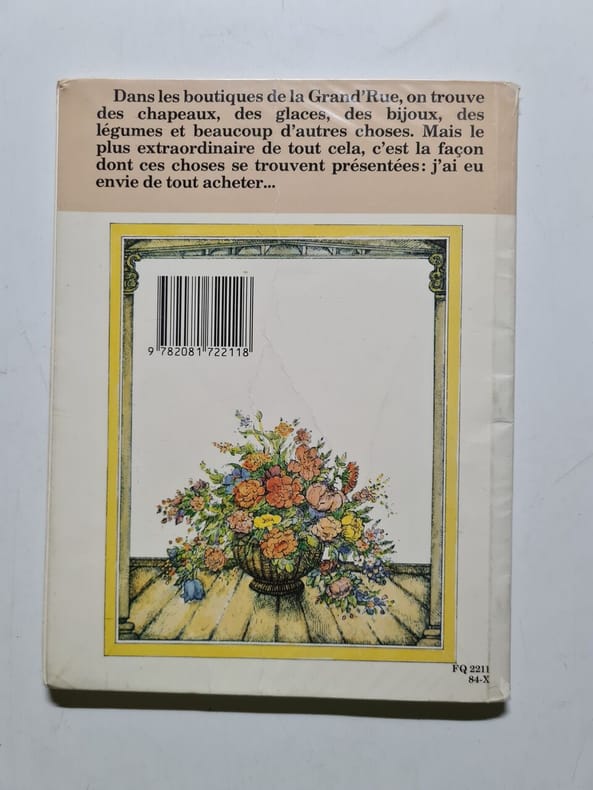 Dans les boutiques de la Grand'Rue, on trouve
des chapeaux, des glaces, des bijoux, des
légumes et beaucoup d'autres choses. Mais le
plus extraordinaire de tout cela, c'est la façon
dont ces choses se trouvent présentées: j'ai eu
envie de tout acheter...
9 782081 722118
FQ 2211
84-X